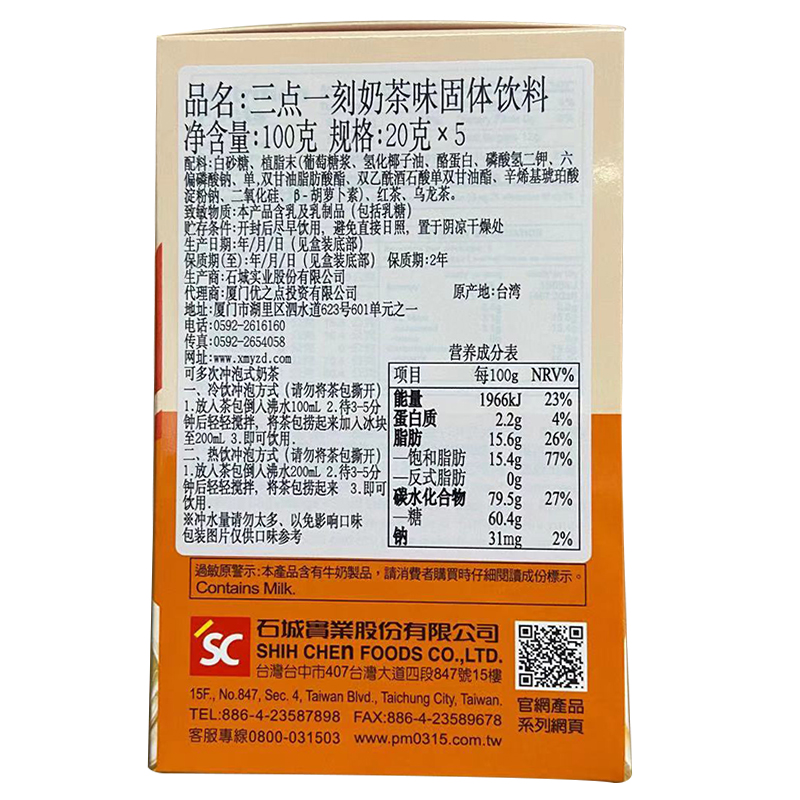 品名:三点一刻奶茶味固体饮料
净含量:100克 规格:20克×5
配料:白砂糖、植脂末(葡萄糖浆、氢化椰子油、酪蛋白、磷酸氢二钾、六
偏磷酸钠、单,双甘油脂肪酸酯、双乙酰酒石酸单双甘油酯、辛烯基琥珀酸
淀粉钠、二氧化硅、β-胡萝卜素)、红茶、乌龙茶。
致敏物质:本产品含乳及乳制品(包括乳糖)
贮存条件:开封后尽早饮用,避免直接日照,置于阴凉干燥处
生产日期:年/月/日(见盒装底部)
保质期(至):年/月/日(见盒装底部) 保质期:2年
生产商:石城实业股份有限公司
代理商:厦门优之点投资有限公司 原产地:台湾
地址:厦门市湖里区泗水道623号601单元之一
电话:0592-2616160
传真:0592-2654058
网址:www.xmyzd.com
可多次冲泡式奶茶
一、冷饮冲泡方式(请勿将茶包撕开)
1.放入茶包倒入沸水100mL 2.待3-5分
钟后轻轻搅拌,将茶包捞起来加入冰块
至200mL 3.即可饮用.
二、热饮冲泡方式(请勿将茶包撕开)
1.放入茶包倒入沸水200mL 2.待3-5分
钟后轻轻搅拌,将茶包捞起来 3.即可
饮用.
※冲水量请勿太多、以免影响口味
包装图片仅供口味参考
营养成分表
项目 每100g NRV%
能量 1966kJ 23%
蛋白质 2.2g 4%
脂肪 15.6g 26%
—饱和脂肪 15.4g 77%
—反式脂肪 0g
碳水化合物 79.5g 27%
—糖 60.4g
钠 31mg 2%
過敏原警示:本產品含有牛奶製品,請消費者購買時仔細閱讀成份標示。
Contains Milk.
SC
石城實業股份有限公司
SHIH CHEN FOODS CO.,LTD.
台灣台中市407台灣大道四段847號15樓
15F., No.847, Sec. 4, Taiwan Blvd., Taichung City, Taiwan.
TEL:886-4-23587898 FAX:886-4-23589678
客服專線0800-031503 www.pm0315.com.tw
官網產品
系列網頁